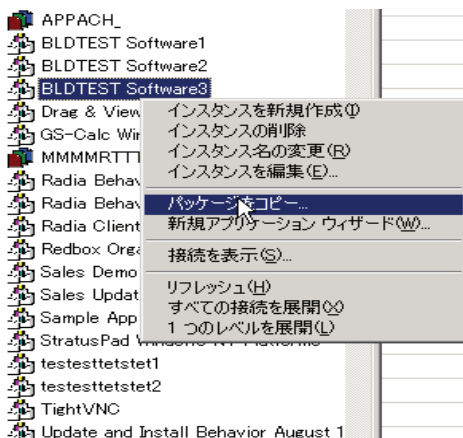 APPACH_
BLDTEST Software1
BLDTEST Software2
BLDTEST Software3
Drag & View
インスタンスを新規作成(I)
GS-Calc Wi
インスタンスの削除
MMMMRTTT
インスタンス名の変更(R)
Radia Behav
インスタンスを編集(E)...
Radia Behav
パッケージをコピー...
Radia Client
新規アプリケーション ウィザード(W)...
Redbox Orga
接続を表示(S)...
Sales Demo
Sales Updat
リフレッシュ(H)
Sample App
すべての接続を展開(X)
1 つのレベルを展開(L)
StratusPad Windows NT Platforms
testesttetstet1
testesttetstet2
TightVNC
Update and Install Behavior August 1